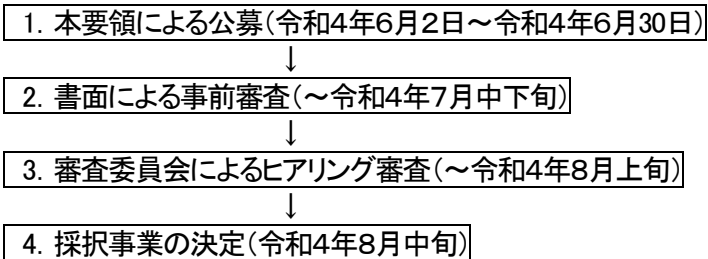 1. 本要領による公募(令和4年6月2日~令和4年6月30日)
↓
2. 書面による事前審査(~令和4年7月中下旬)
↓
3. 審査委員会によるヒアリング審査(~令和4年8月上旬)
↓
4. 採択事業の決定(令和4年8月中旬)